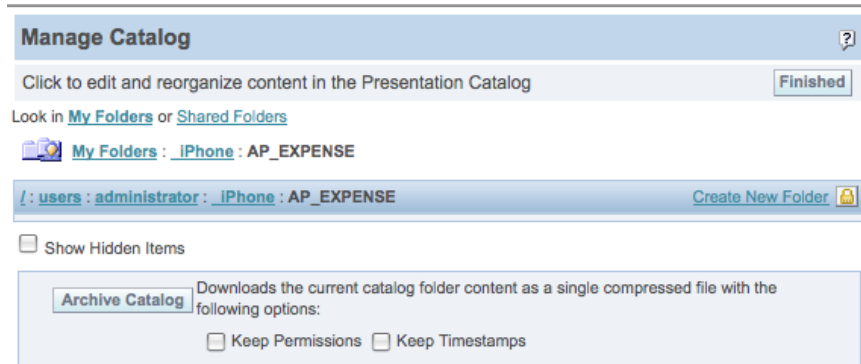 Manage Catalog ?
Click to edit and reorganize content in the Presentation Catalog Finished
Look in My Folders or Shared Folders
My Folders : _iPhone : AP_EXPENSE
/ : users : administrator : _iPhone : AP_EXPENSE Create New Folder
Show Hidden Items
Archive Catalog Downloads the current catalog folder content as a single compressed file with the
following options:
Keep Permissions Keep Timestamps